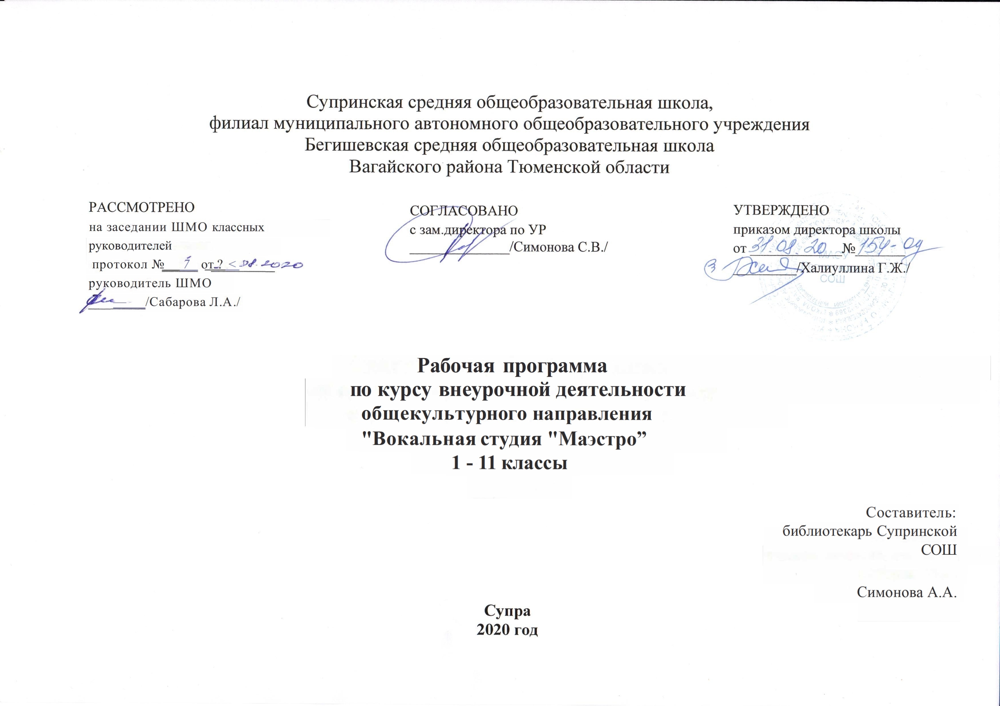 Супринская средняя общеобразовательная школа,
филиал муниципального автономного общеобразовательного учреждения
Бегишевская средняя общеобразовательная школа
Вагайского района Тюменской области
РАССМОТРЕНО
на заседании ШМО классных
руководителей
протокол № от ? < 08.2020
руководитель ШМО
/Сабарова Л.А./
СОГЛАСОВАНО
с зам.директора по УР
/Симонова С.В./
УТВЕРЖДЕНО
приказом директора школы
от 31.08.20 № 154-од
/Халиуллина Г.Ж./
МАОУ
СОШ
Рабочая программа
по курсу внеурочной деятельности
общекультурного направления
"Вокальная студия "Маэстро”
1 - 11 классы
Составитель:
библиотекарь Супринской
СОШ
Симонова А.А.
Супра
2020 год